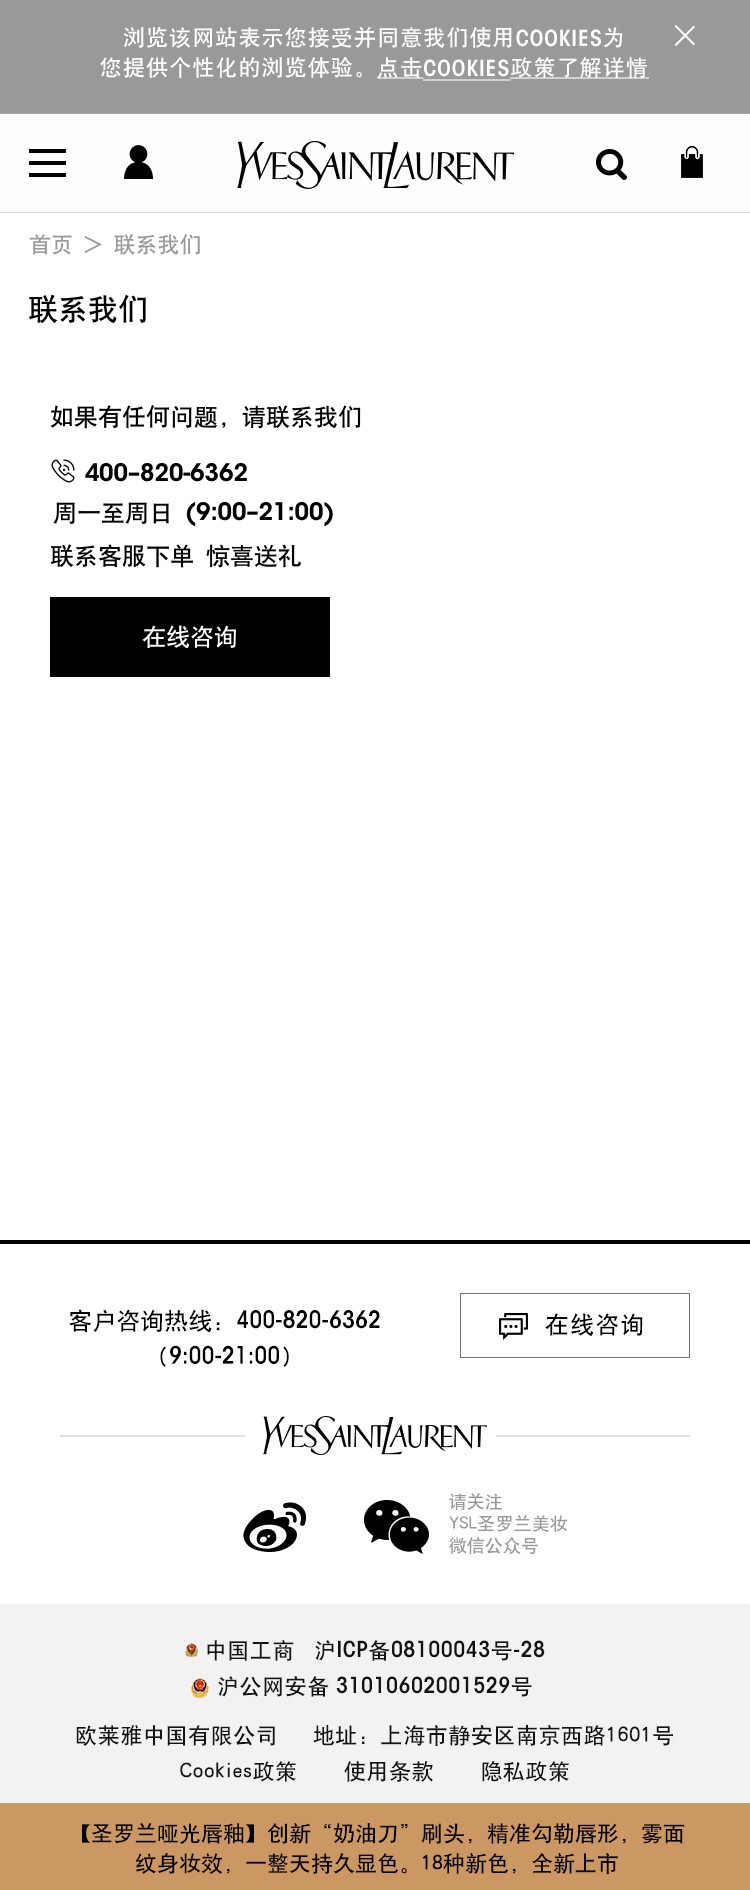 浏览该网站表示您接受并同意我们使用COOKIES为
您提供个性化的浏览体验。点击COOKIES政策了解详情
YVESSAINTLAURENT
首页 > 联系我们
联系我们
如果有任何问题，请联系我们
400-820-6362
周一至周日 (9:00-21:00)
联系客服下单 惊喜送礼
在线咨询
客户咨询热线：400-820-6362
（9:00-21:00）
在线咨询
YVESSAINTLAURENT
请关注
YSL圣罗兰美妆
微信公众号
中国工商 沪ICP备08100043号-28
沪公网安备 31010602001529号
欧莱雅中国有限公司 地址：上海市静安区南京西路1601号
Cookies政策 使用条款 隐私政策
【圣罗兰哑光唇釉】创新“奶油刀”刷头，精准勾勒唇形，雾面
纹身妆效，一整天持久显色。18种新色，全新上市